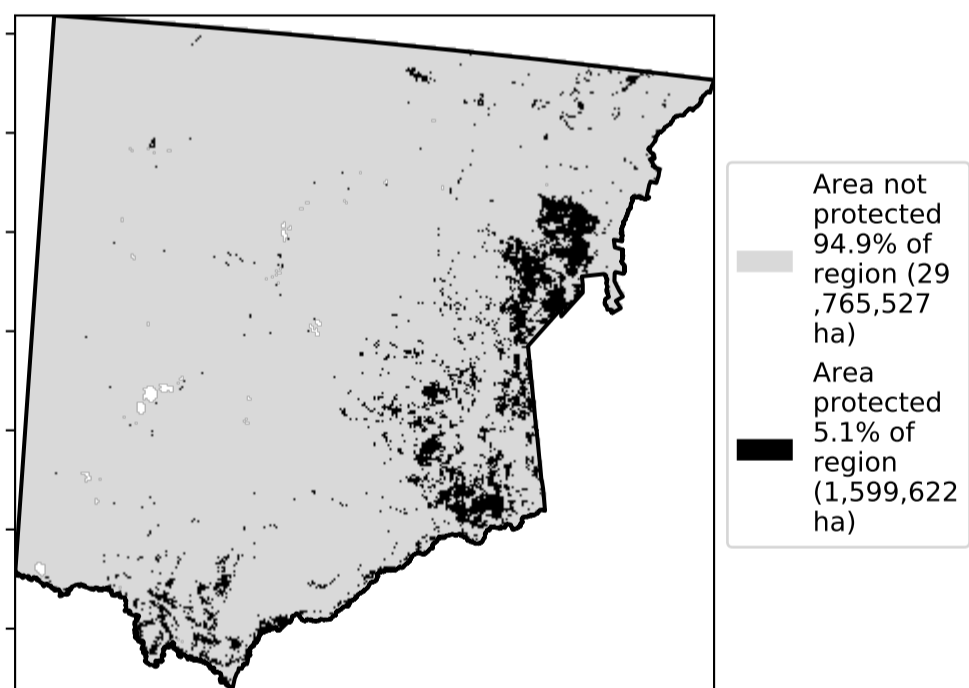 Area not
protected
94.9% of
region (29
,765,527
ha)
Area
protected
5.1% of
region
(1,599,622
ha)